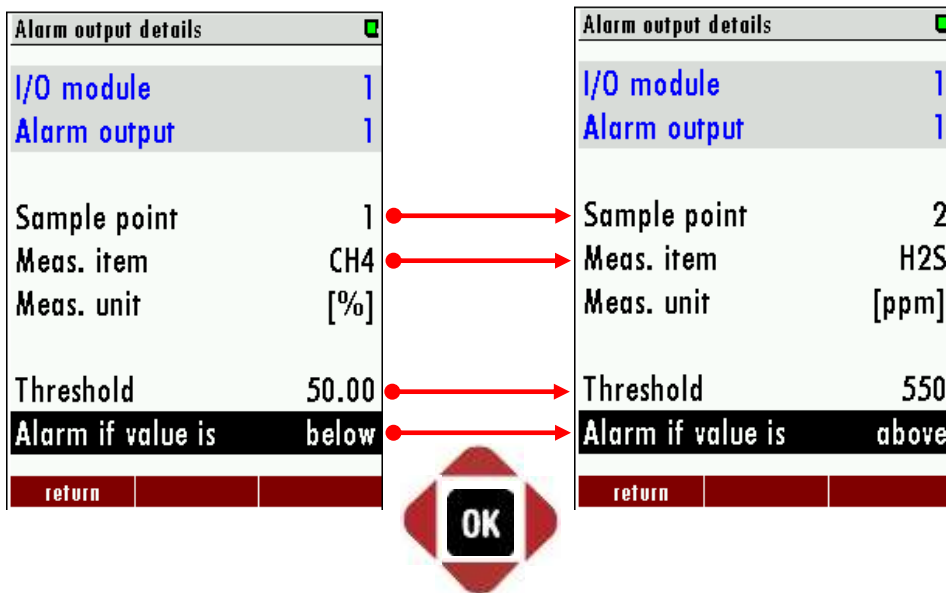 Alarm output details
I/O module 1
Alarm output 1
Sample point 1
Meas. item CH4
Meas. unit [%]
Threshold 50.00
Alarm if value is below
return
Alarm output details
I/O module 1
Alarm output 1
Sample point 2
Meas. item H2S
Meas. unit [ppm]
Threshold 550
Alarm if value is above
return
OK